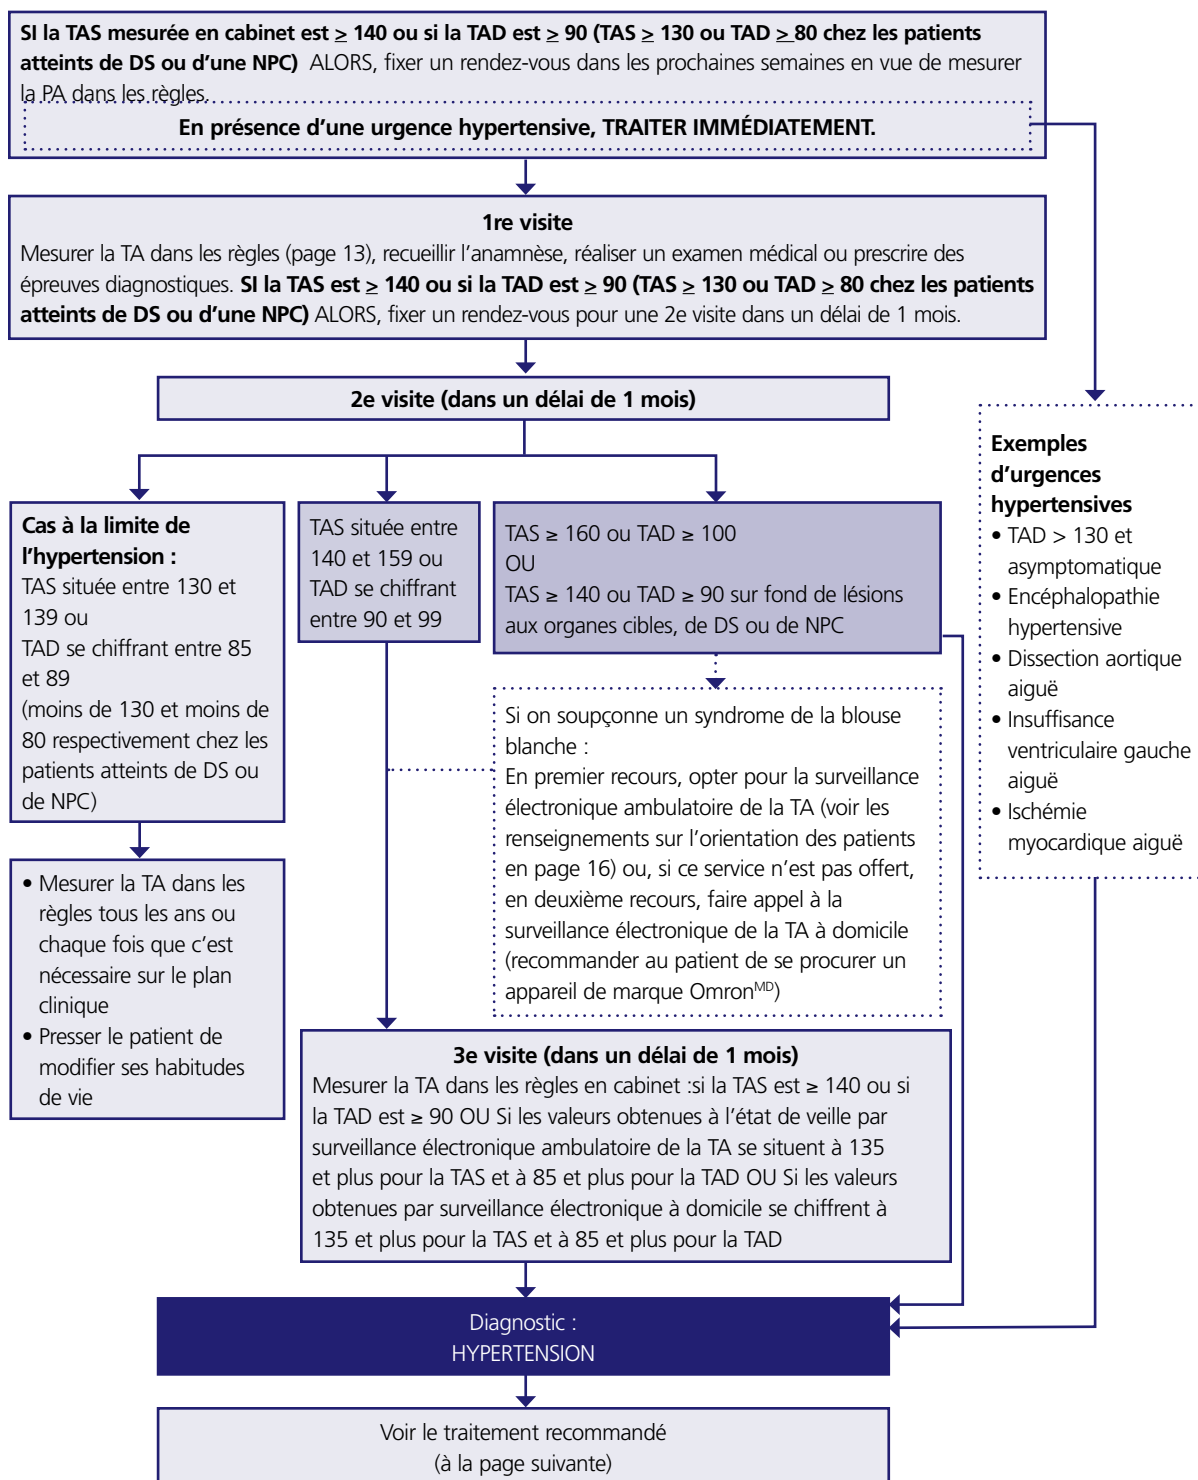 SI la TAS mesurée en cabinet est ≥ 140 ou si la TAD est ≥ 90 (TAS ≥ 130 ou TAD ≥ 80 chez les patients
atteints de DS ou d’une NPC) ALORS, fixer un rendez-vous dans les prochaines semaines en vue de mesurer
la PA dans les règles.
En présence d’une urgence hypertensive, TRAITER IMMÉDIATEMENT.
1re visite
Mesurer la TA dans les règles (page 13), recueillir l’anamnèse, réaliser un examen médical ou prescrire des
épreuves diagnostiques. SI la TAS est ≥ 140 ou si la TAD est ≥ 90 (TAS ≥ 130 ou TAD ≥ 80 chez les patients
atteints de DS ou d’une NPC) ALORS, fixer un rendez-vous pour une 2e visite dans un délai de 1 mois.
2e visite (dans un délai de 1 mois)
Cas à la limite de
l’hypertension :
TAS située entre 130 et
139 ou
TAD se chiffrant entre 85
et 89
(moins de 130 et moins de
80 respectivement chez les
patients atteints de DS ou
de NPC)
• Mesurer la TA dans les
règles tous les ans ou
chaque fois que c’est
nécessaire sur le plan
clinique
• Presser le patient de
modifier ses habitudes
de vie
TAS située entre
140 et 159 ou
TAD se chiffrant
entre 90 et 99
TAS ≥ 160 ou TAD ≥ 100
OU
TAS ≥ 140 ou TAD ≥ 90 sur fond de lésions
aux organes cibles, de DS ou de NPC
Si on soupçonne un syndrome de la blouse
blanche :
En premier recours, opter pour la surveillance
électronique ambulatoire de la TA (voir les
renseignements sur l’orientation des patients
en page 16) ou, si ce service n’est pas offert,
en deuxième recours, faire appel à la
surveillance électronique de la TA à domicile
(recommander au patient de se procurer un
appareil de marque Omron^MD)
Exemples
d’urgences
hypertensives
• TAD > 130 et
asymptomatique
• Encéphalopathie
hypertensive
• Dissection aortique
aiguë
• Insuffisance
ventriculaire gauche
aiguë
• Ischémie
myocardique aiguë
3e visite (dans un délai de 1 mois)
Mesurer la TA dans les règles en cabinet :si la TAS est ≥ 140 ou si
la TAD est ≥ 90 OU Si les valeurs obtenues à l’état de veille par
surveillance électronique ambulatoire de la TA se situent à 135
et plus pour la TAS et à 85 et plus pour la TAD OU Si les valeurs
obtenues par surveillance électronique à domicile se chiffrent à
135 et plus pour la TAS et à 85 et plus pour la TAD
Diagnostic :
HYPERTENSION
Voir le traitement recommandé
(à la page suivante)